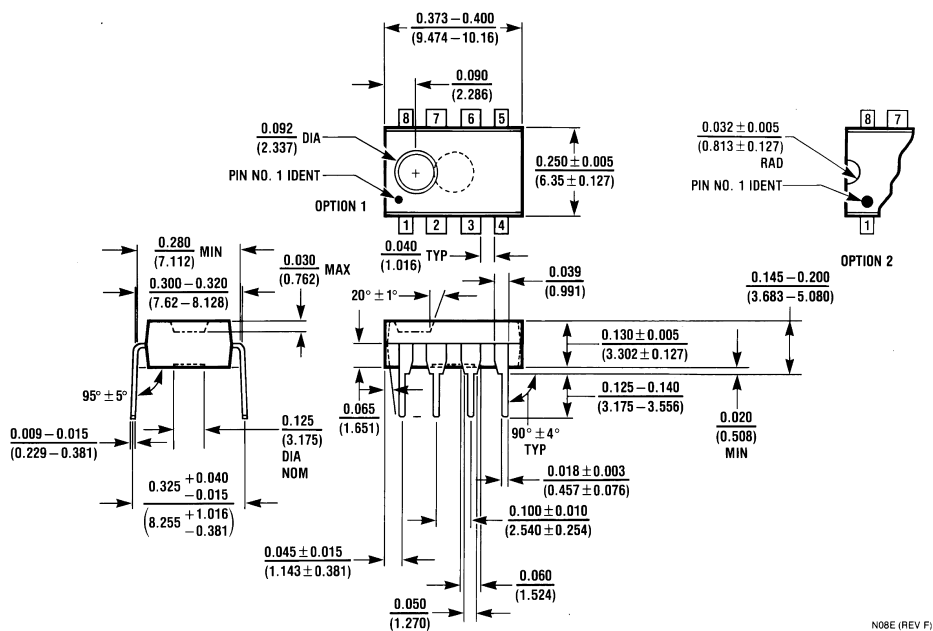 0.373 – 0.400
(9.474 – 10.16)
0.090
(2.286)
8 7 6 5
0.092 DIA
(2.337)
PIN NO. 1 IDENT
OPTION 1
1 2 3 4
0.250 ± 0.005
(6.35 ± 0.127)
0.032 ± 0.005
(0.813 ± 0.127)
RAD
PIN NO. 1 IDENT
8 7
1
OPTION 2
0.280 MIN
(7.112)
0.300 – 0.320
(7.62 – 8.128)
0.030 MAX
(0.762)
0.040 TYP
(1.016)
0.039
(0.991)
20° ± 1°
0.145 – 0.200
(3.683 – 5.080)
0.130 ± 0.005
(3.302 ± 0.127)
0.125 – 0.140
(3.175 – 3.556)
0.020
(0.508)
MIN
95° ± 5°
0.065
(1.651)
90° ± 4°
TYP
0.009 – 0.015
(0.229 – 0.381)
0.125
(3.175)
DIA
NOM
0.018 ± 0.003
(0.457 ± 0.076)
0.325 +0.040
−0.015
(8.255 +1.016
−0.381)
0.100 ± 0.010
(2.540 ± 0.254)
0.045 ± 0.015
(1.143 ± 0.381)
0.060
(1.524)
0.050
(1.270)
N08E (REV F)